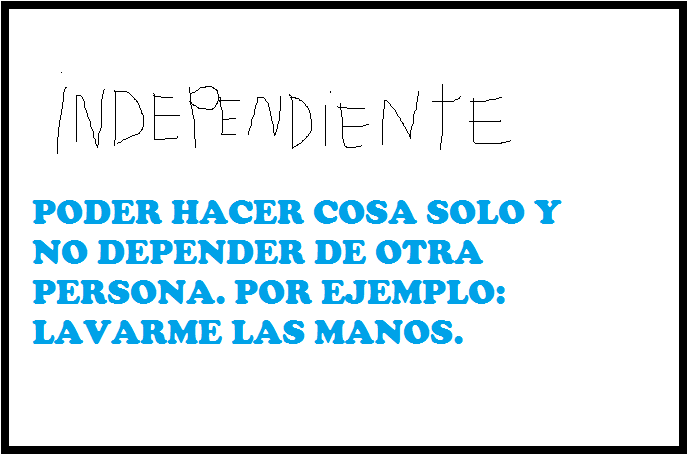 iNDEPENDiENTE
PODER HACER COSA SOLO Y
NO DEPENDER DE OTRA
PERSONA. POR EJEMPLO:
LAVARME LAS MANOS.